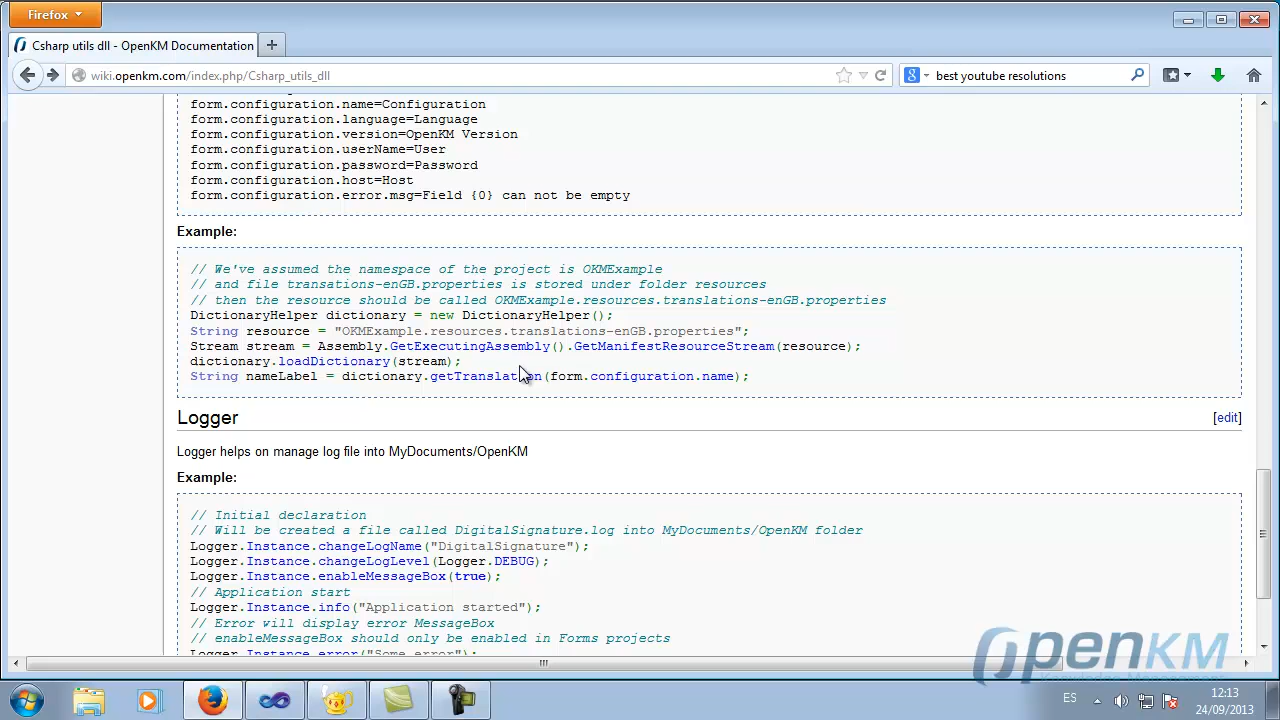 Firefox
Csharp utils dll - OpenKM Documentation
wiki.openkm.com/index.php/Csharp_utils_dll
best youtube resolutions
form.configuration.name=Configuration
form.configuration.language=Language
form.configuration.version=OpenKM Version
form.configuration.userName=User
form.configuration.password=Password
form.configuration.host=Host
form.configuration.error.msg=Field {0} can not be empty
Example:
// We've assumed the namespace of the project is OKMExample
// and file transations-enGB.properties is stored under folder resources
// then the resource should be called OKMExample.resources.translations-enGB.properties
DictionaryHelper dictionary = new DictionaryHelper();
String resource = "OKMExample.resources.translations-enGB.properties";
Stream stream = Assembly.GetExecutingAssembly().GetManifestResourceStream(resource);
dictionary.loadDictionary(stream);
String nameLabel = dictionary.getTranslation(form.configuration.name);
Logger
[edit]
Logger helps on manage log file into MyDocuments/OpenKM
Example:
// Initial declaration
// Will be created a file called DigitalSignature.log into MyDocuments/OpenKM folder
Logger.Instance.changeLogName("DigitalSignature");
Logger.Instance.changeLogLevel(Logger.DEBUG);
Logger.Instance.enableMessageBox(true);
// Application start
Logger.Instance.info("Application started");
// Error will display error MessageBox
// enableMessageBox should only be enabled in Forms projects
Logger.Instance.error("Some error");
OpenKM
Knowledge Management
ES
12:13
24/09/2013